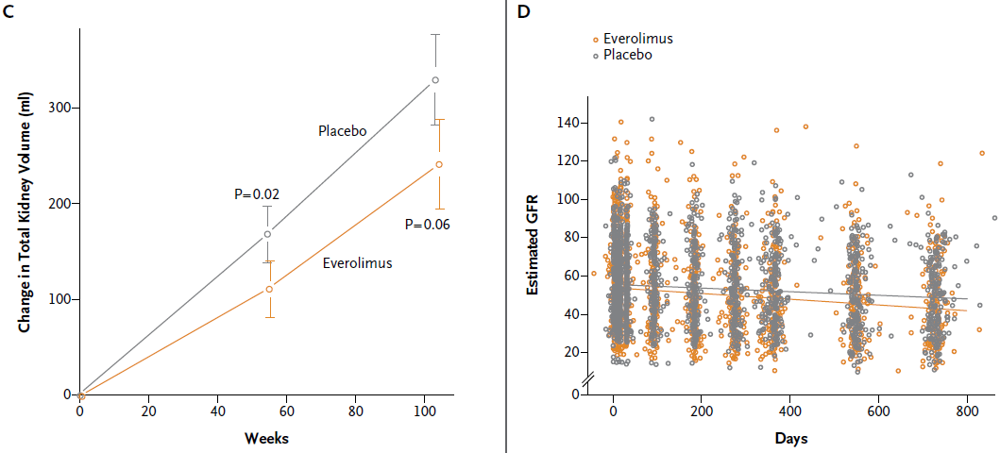 C
Change in Total Kidney Volume (ml)
300
200
100
0
0 20 40 60 80 100
Weeks
Placebo
P=0.02
P=0.06
Everolimus
D
Everolimus
Placebo
Estimated GFR
140
120
100
80
60
40
20
0
0 200 400 600 800
Days